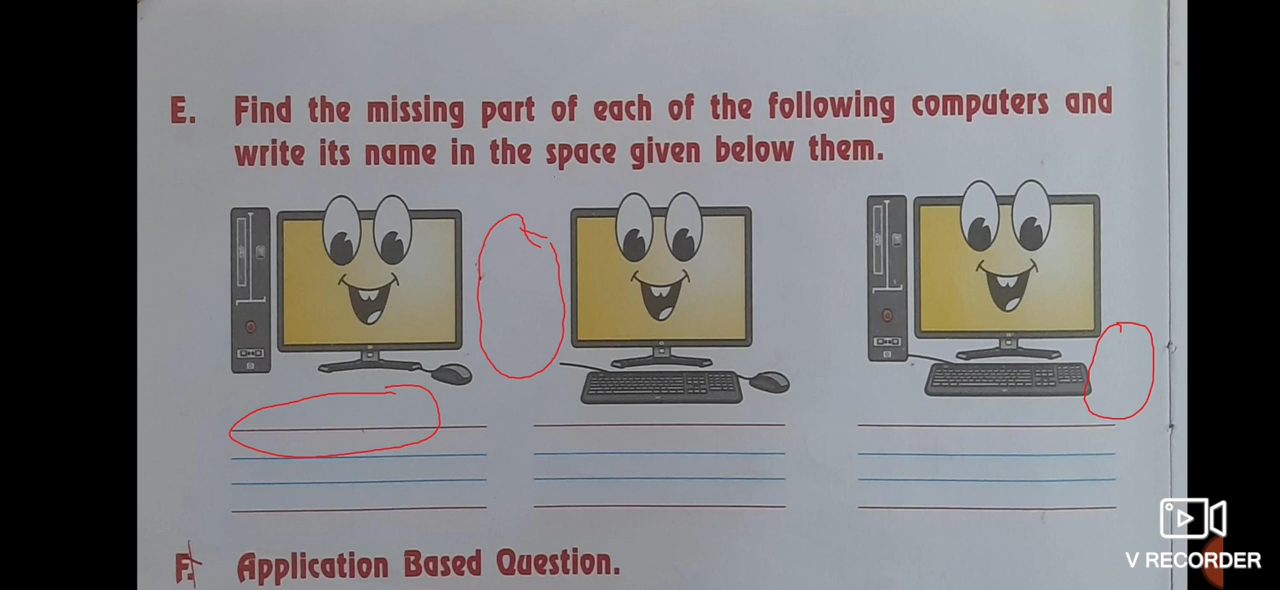 E. Find the missing part of each of the following computers and
write its name in the space given below them.
F. Application Based Question.
V RECORDER